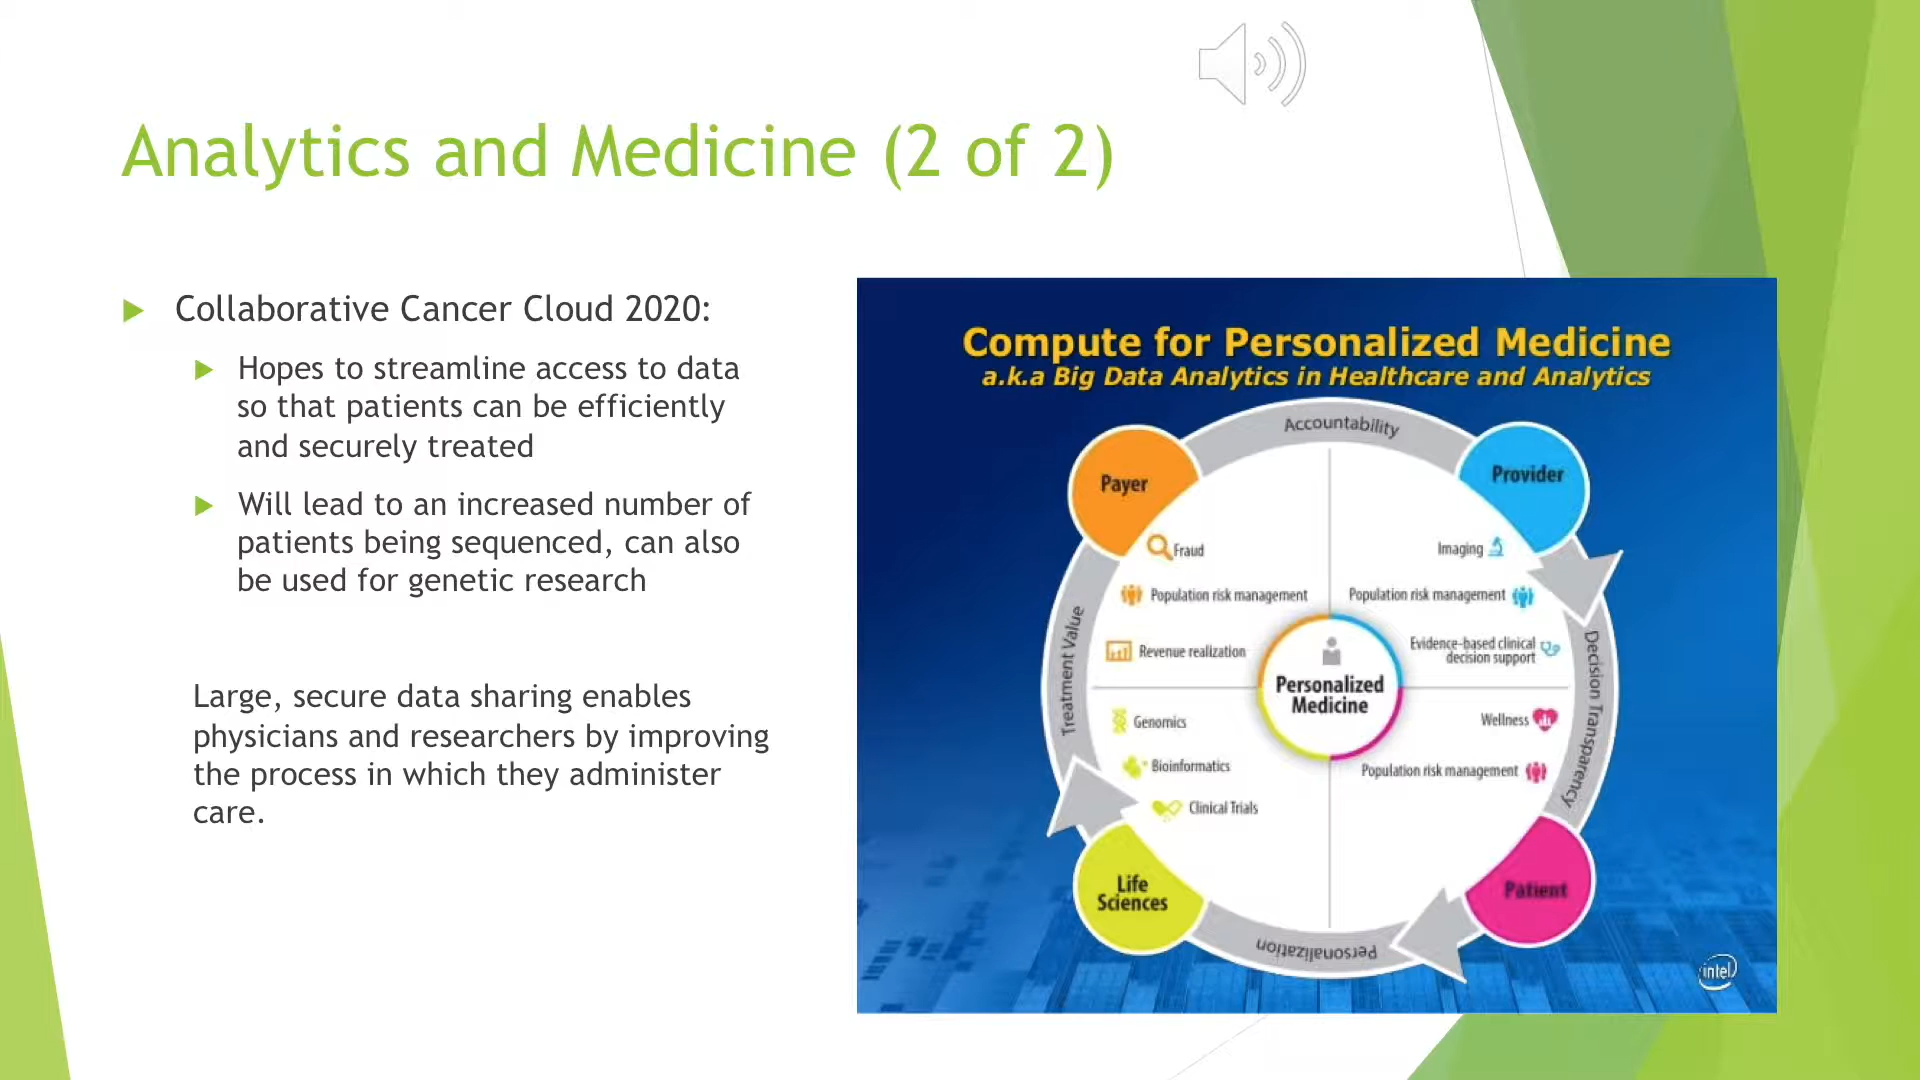 Analytics and Medicine (2 of 2)
Collaborative Cancer Cloud 2020:
Hopes to streamline access to data
so that patients can be efficiently
and securely treated
Will lead to an increased number of
patients being sequenced, can also
be used for genetic research
Large, secure data sharing enables
physicians and researchers by improving
the process in which they administer
care.
Compute for Personalized Medicine
a.k.a Big Data Analytics in Healthcare and Analytics
Accountability
Payer
Provider
Fraud
Population risk management
Revenue realization
Imaging
Population risk management
Evidence-based clinical
decision support
Treatment Value
Decision Transparency
Personalized
Medicine
Genomics
Bioinformatics
Clinical Trials
Wellness
Population risk management
Life
Sciences
Patient
Personalization
intel